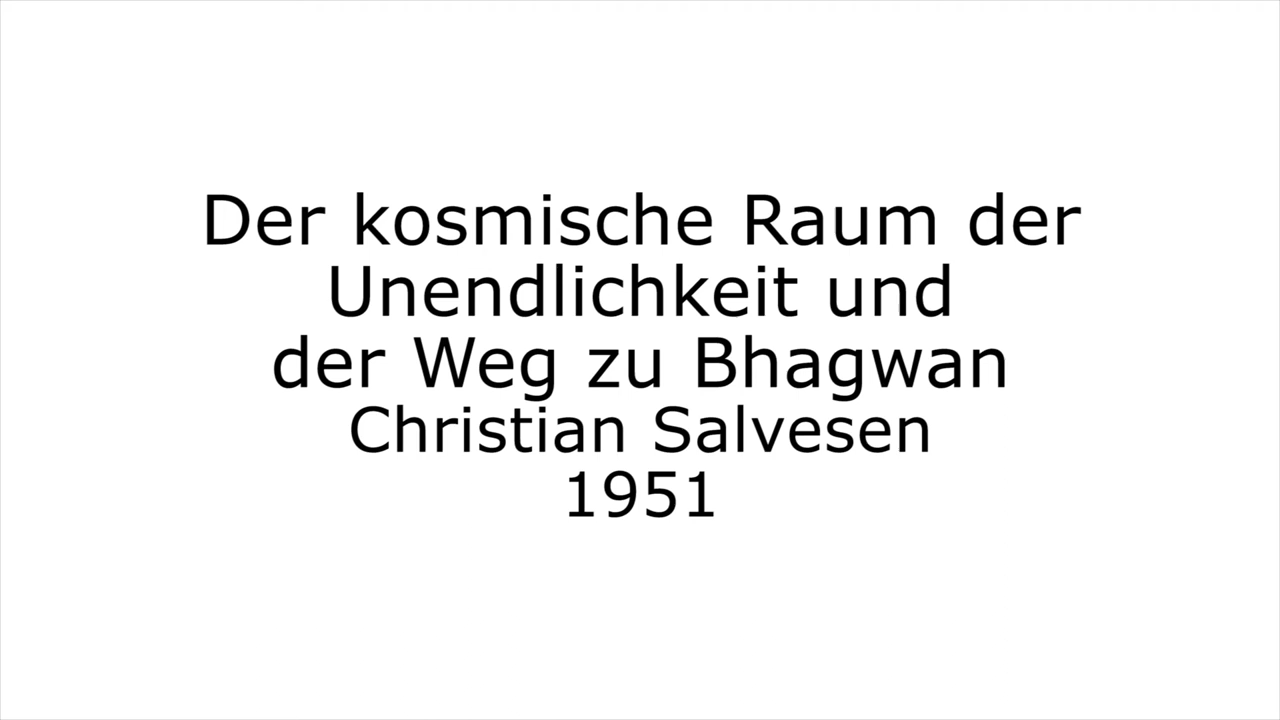 Der kosmische Raum der
Unendlichkeit und
der Weg zu Bhagwan
Christian Salvesen
1951